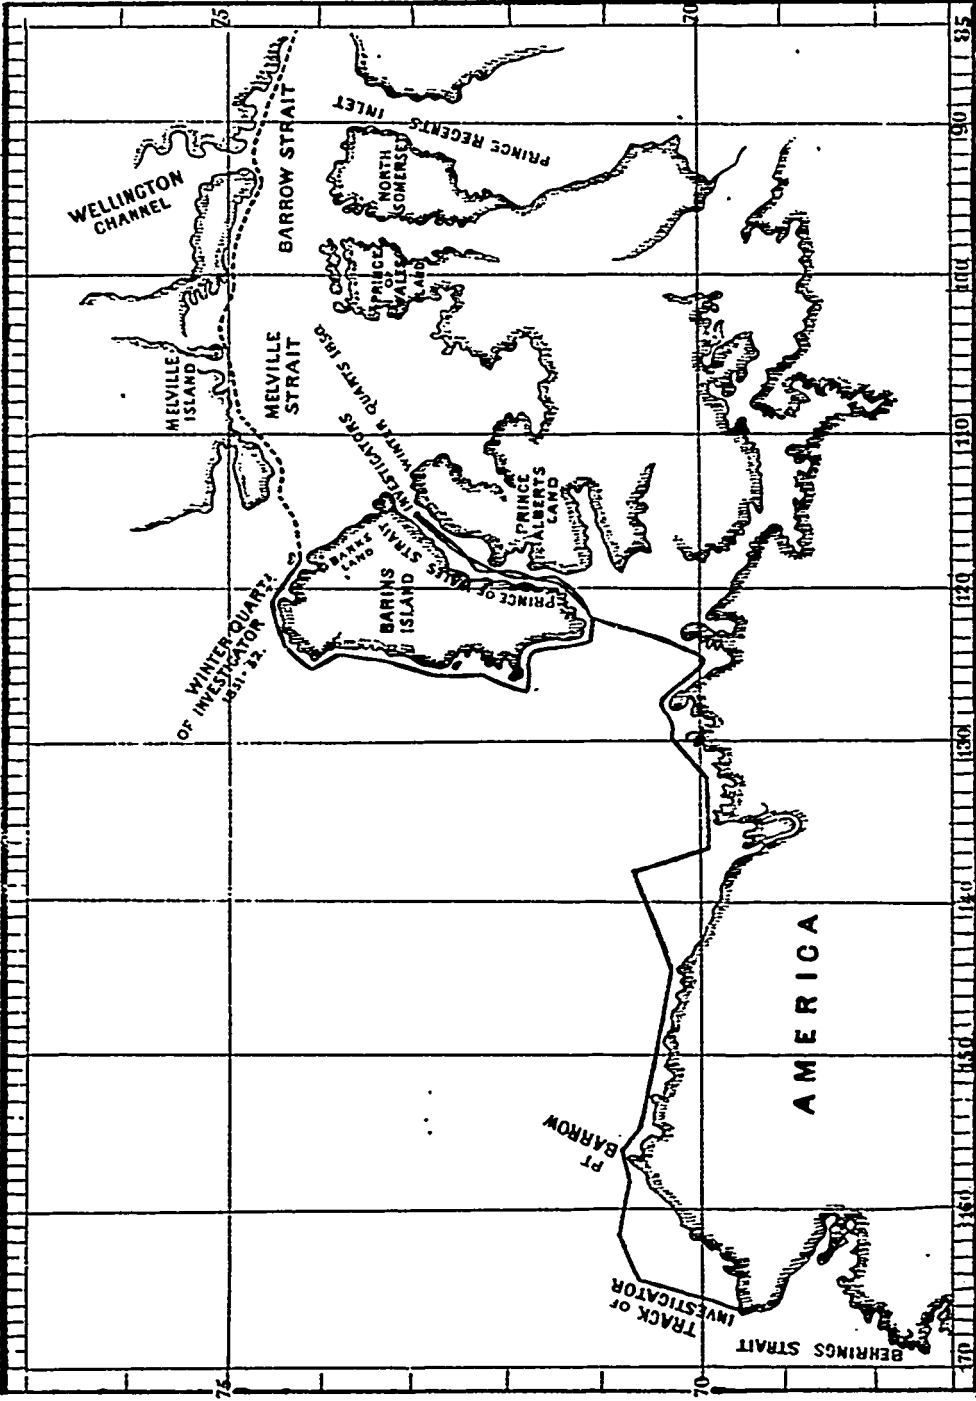 75
70
85
90
100
110
120
130
140
150
160
170
75
70
WELLINGTON
CHANNEL
BARROW STRAIT
PRINCE REGENTS INLET
NORTH
SOMERSET
PRINCE
OF
WALES
LAND
MELVILLE
ISLAND
MELVILLE
STRAIT
INVESTIGATORS
WINTER QUARTS 1850
PRINCE
ALBERTS
LAND
BANKS
LAND
BARINS
ISLAND
PRINCE OF WALES STRAIT
WINTER QUARTS
OF INVESTIGATOR
1851-52.
PT
BARROW
AMERICA
TRACK OF
INVESTIGATOR
BEHRINGS STRAIT